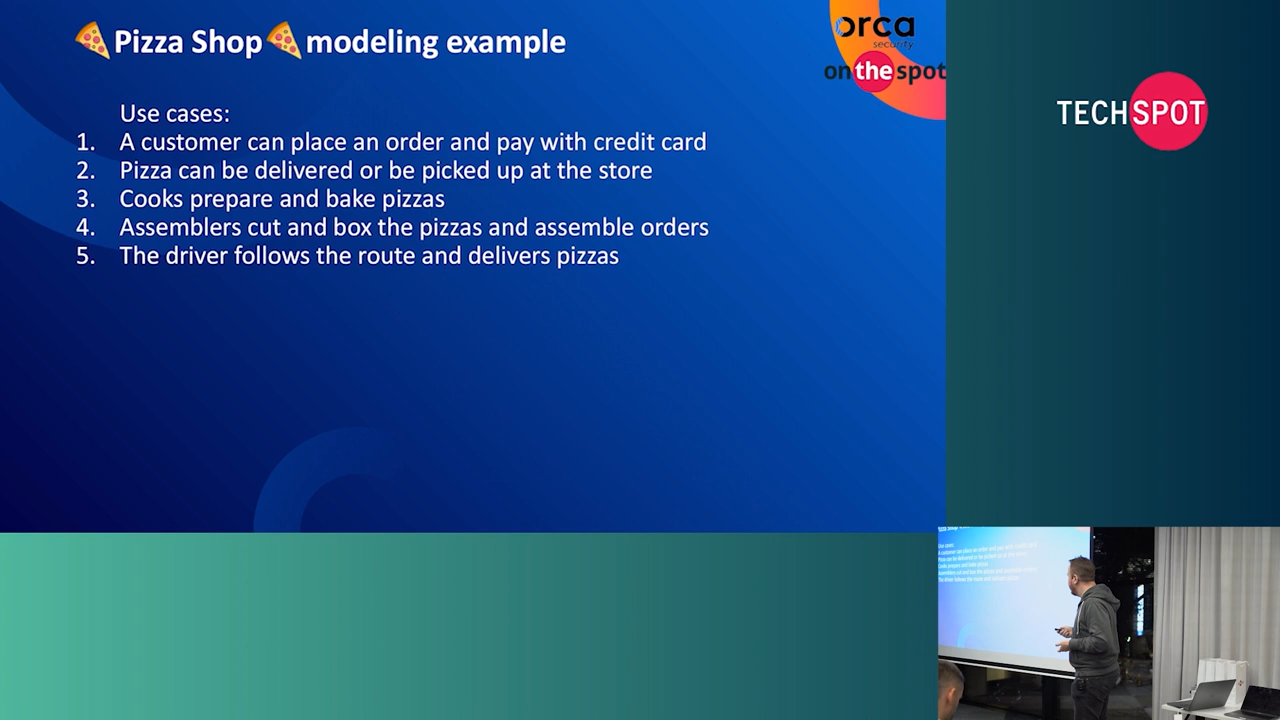 🍕Pizza Shop🍕modeling example
orca
security
on the spot
TECHSPOT
Use cases:
1. A customer can place an order and pay with credit card
2. Pizza can be delivered or be picked up at the store
3. Cooks prepare and bake pizzas
4. Assemblers cut and box the pizzas and assemble orders
5. The driver follows the route and delivers pizzas